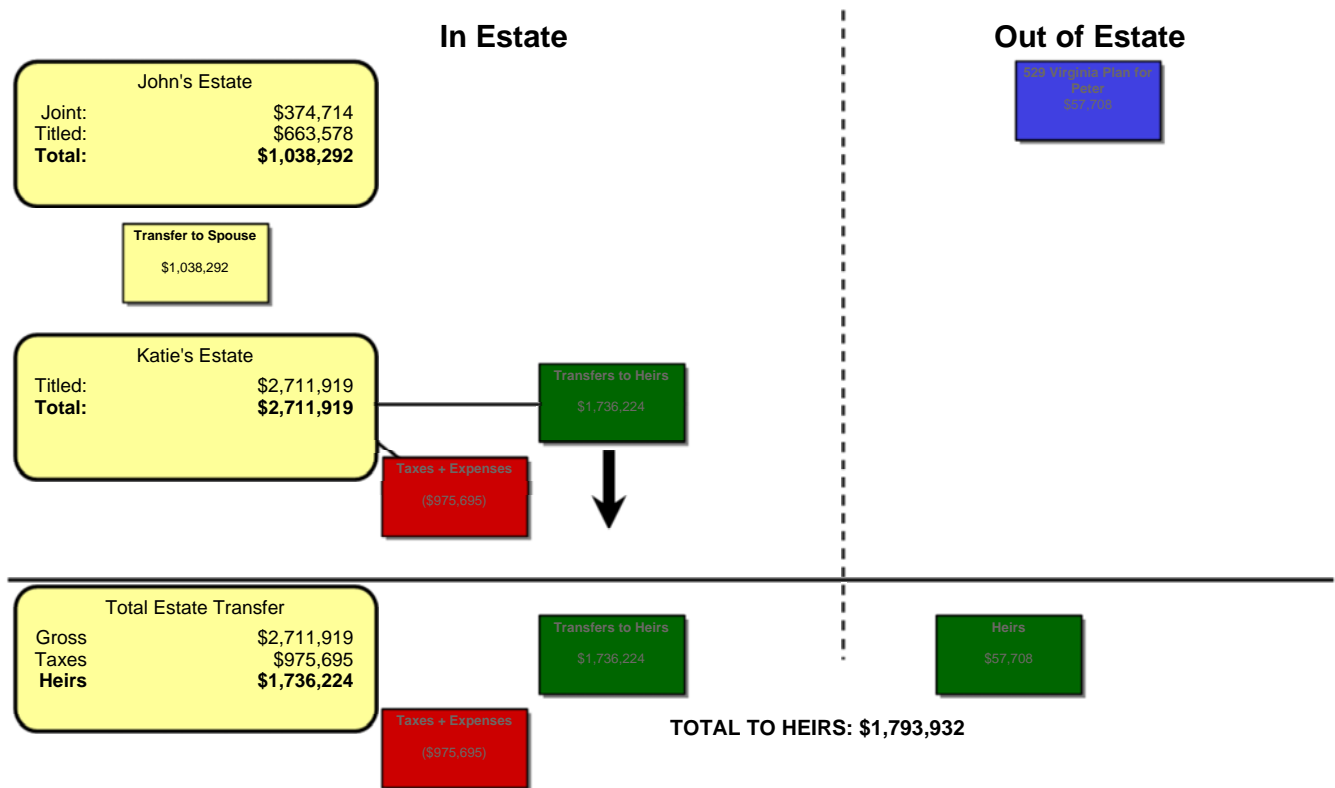 In Estate
Out of Estate
John's Estate
Joint: $374,714
Titled: $663,578
Total: $1,038,292
529 Virginia Plan for
Peter
$57,708
Transfer to Spouse
$1,038,292
Katie's Estate
Titled: $2,711,919
Total: $2,711,919
Transfers to Heirs
$1,736,224
Taxes + Expenses
($975,695)
Total Estate Transfer
Gross $2,711,919
Taxes $975,695
Heirs $1,736,224
Transfers to Heirs
$1,736,224
Heirs
$57,708
Taxes + Expenses
($975,695)
TOTAL TO HEIRS: $1,793,932